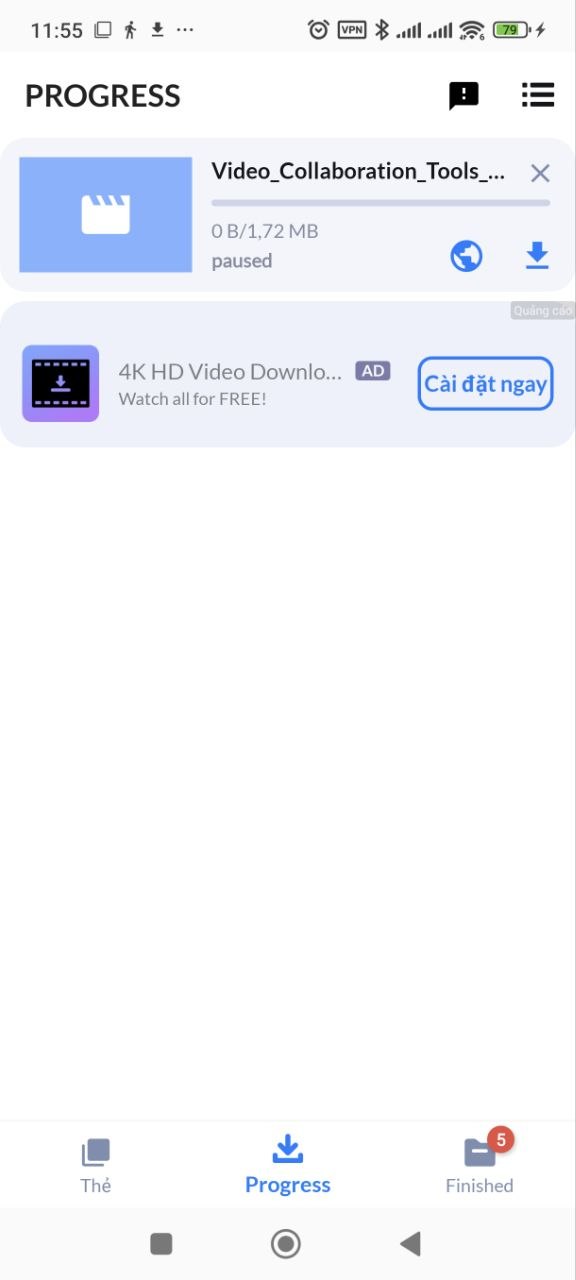 11:55
VPN
6
79
PROGRESS
Video_Collaboration_Tools_...
0 B/1,72 MB
paused
Quảng cáo
4K HD Video Downlo...
AD
Watch all for FREE!
Cài đặt ngay
5
Thẻ
Progress
Finished